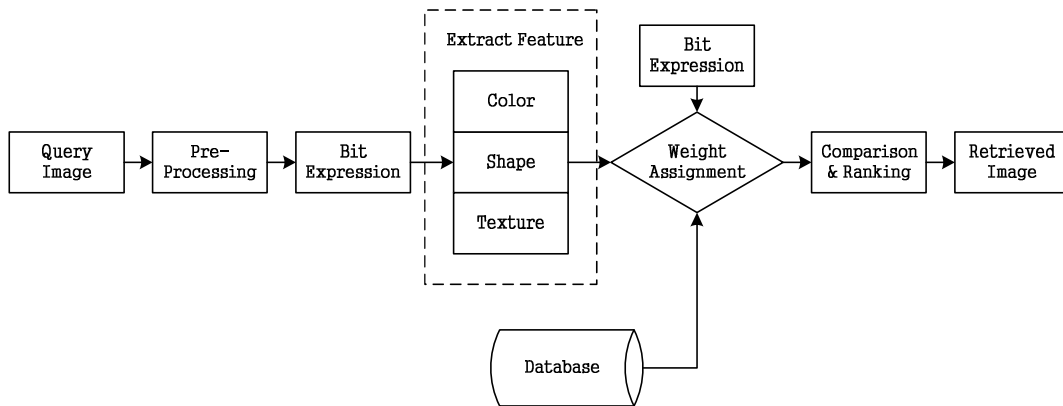 Extract Feature
Bit
Expression
Color
Query
Image
Pre-
Processing
Bit
Expression
Shape
Weight
Assignment
Comparison
& Ranking
Retrieved
Image
Texture
Database